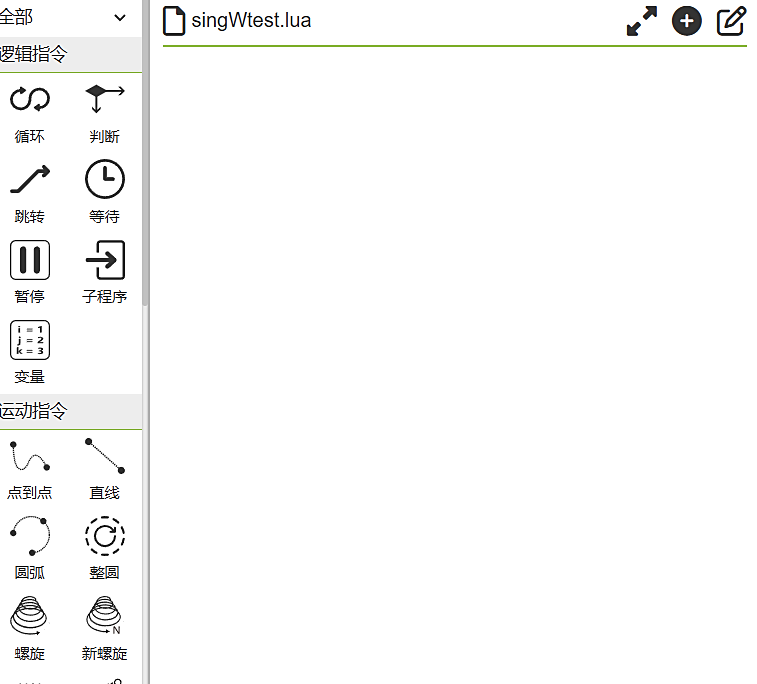 全部
singWtest.lua
逻辑指令
循环 判断
跳转 等待
暂停 子程序
i = 1
j = 2
k = 3
变量
运动指令
点到点 直线
圆弧 整圆
N
螺旋 新螺旋